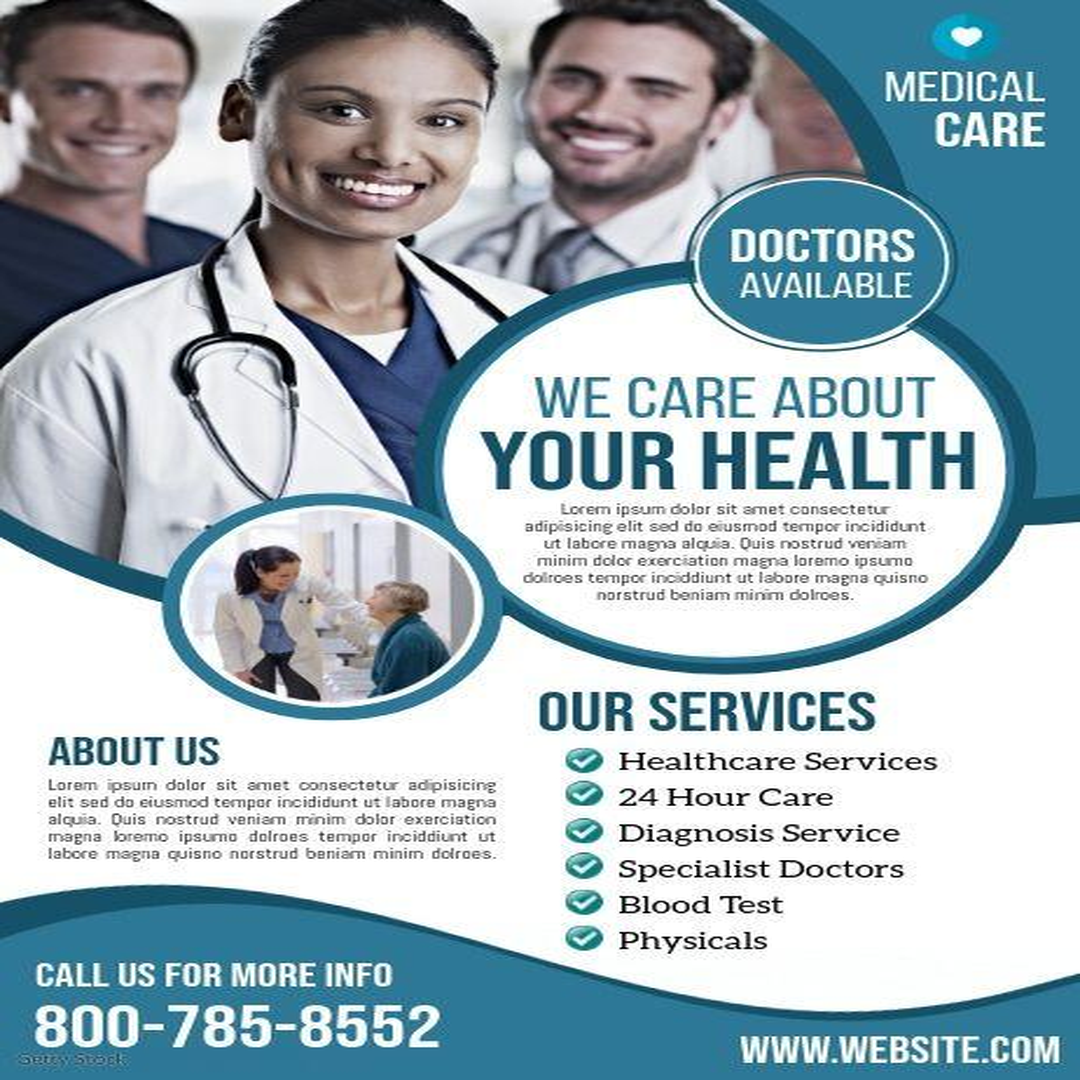 MEDICAL
CARE
DOCTORS
AVAILABLE
WE CARE ABOUT
YOUR HEALTH
Lorem ipsum dolor sit amet consectetur
adipisicing elit sed do eiusmod tempor incididunt
ut labore magna alquia. Quis nostrud veniam
minim dolor exerciation magna loremo ipsumo
dolroes tempor inciddiunt ut labore magna quisno
norstrud beniam minim dolroes.
ABOUT US
Lorem ipsum dolor sit amet consectetur adipisicing
elit sed do eiusmod tempor incididunt ut labore magna
alquia. Quis nostrud veniam minim dolor exerciation
magna loremo ipsumo dolroes tempor inciddiunt ut
labore magna quisno norstrud beniam minim dolroes.
OUR SERVICES
Healthcare Services
24 Hour Care
Diagnosis Service
Specialist Doctors
Blood Test
Physicals
CALL US FOR MORE INFO
800-785-8552
Getty Stock
WWW.WEBSITE.COM